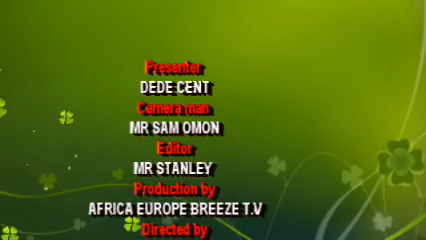 Presenter
DEDE CENT
Camera man
MR SAM OMON
Editor
MR STANLEY
Production by
AFRICA EUROPE BREEZE T.V
Directed by